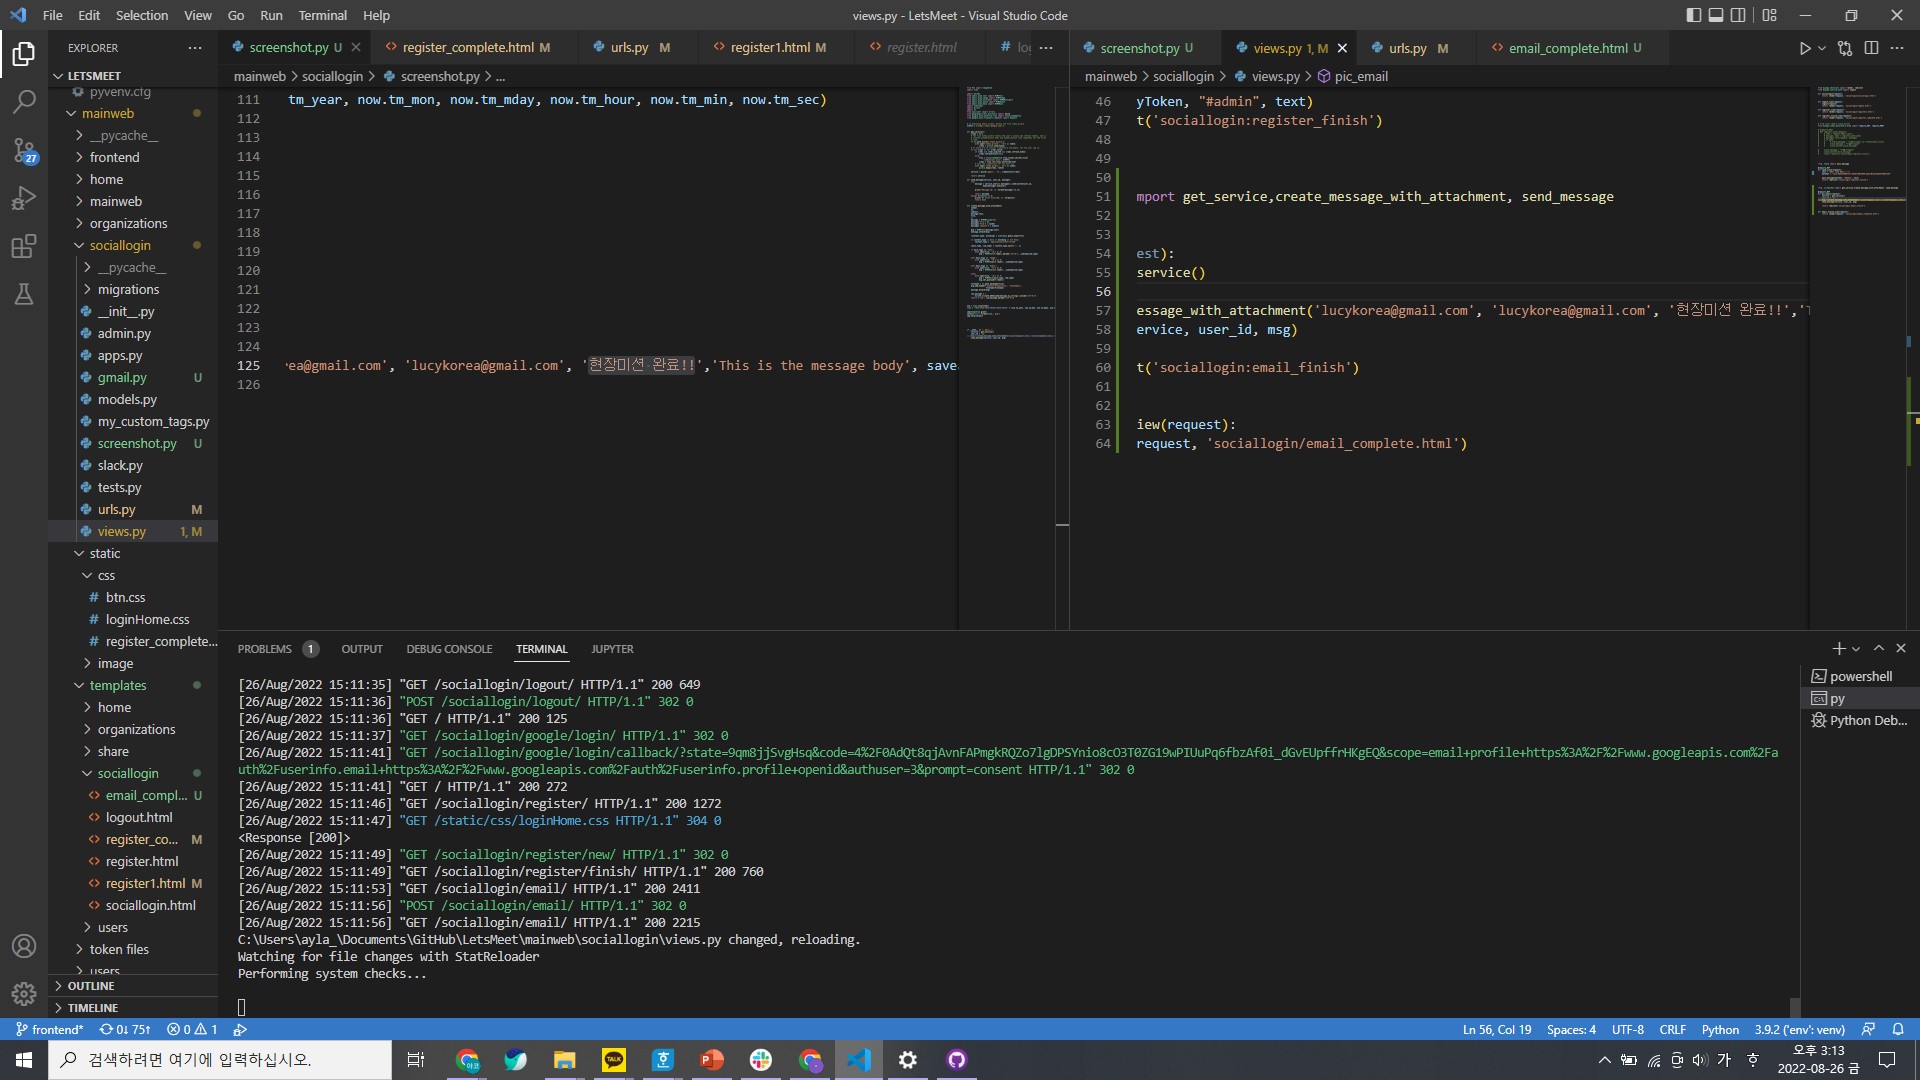 File Edit Selection View Go Run Terminal Help
views.py - LetsMeet - Visual Studio Code
EXPLORER
LETSMEET
pyvenv.cfg
mainweb
__pycache__
frontend
home
mainweb
organizations
sociallogin
__pycache__
migrations
__init__.py
admin.py
apps.py
gmail.py U
models.py
my_custom_tags.py
screenshot.py U
slack.py
tests.py
urls.py M
views.py 1, M
static
css
btn.css
loginHome.css
register_complete...
image
templates
home
organizations
share
sociallogin
email_compl... U
logout.html
register_co... M
register.html
register1.html M
sociallogin.html
users
token files
users
OUTLINE
TIMELINE
27
screenshot.py U register_complete.html M urls.py M register1.html M register.html
mainweb > sociallogin > screenshot.py > ...
111 tm_year, now.tm_mon, now.tm_mday, now.tm_hour, now.tm_min, now.tm_sec)
112
113
114
115
116
117
118
119
120
121
122
123
124
125 rea@gmail.com', 'lucykorea@gmail.com', '현장미션 완료!!','This is the message body', save
126
screenshot.py U views.py 1, M urls.py M email_complete.html U
mainweb > sociallogin > views.py > pic_email
46 yToken, "#admin", text)
47 t('sociallogin:register_finish')
48
49
50
51 mport get_service,create_message_with_attachment, send_message
52
53
54 est):
55 service()
56
57 essage_with_attachment('lucykorea@gmail.com', 'lucykorea@gmail.com', '현장미션 완료!!','T
58 ervice, user_id, msg)
59
60 t('sociallogin:email_finish')
61
62
63 iew(request):
64 request, 'sociallogin/email_complete.html')
PROBLEMS 1 OUTPUT DEBUG CONSOLE TERMINAL JUPYTER
[26/Aug/2022 15:11:35] "GET /sociallogin/logout/ HTTP/1.1" 200 649
[26/Aug/2022 15:11:36] "POST /sociallogin/logout/ HTTP/1.1" 302 0
[26/Aug/2022 15:11:36] "GET / HTTP/1.1" 200 125
[26/Aug/2022 15:11:37] "GET /sociallogin/google/login/ HTTP/1.1" 302 0
[26/Aug/2022 15:11:41] "GET /sociallogin/google/login/callback/?state=9qm8jjSvgHsq&code=4%2F0AdQt8qjAvnFAPmgkRQZo7lgDPSYnio8cO3T0ZG19wPIUuPq6fbzAf0i_dGvEUpffrHKgEQ&scope=email+profile+https%3A%2F%2Fwww.googleapis.com%2Fa
uth%2Fuserinfo.email+https%3A%2F%2Fwww.googleapis.com%2Fauth%2Fuserinfo.profile+openid&authuser=3&prompt=consent HTTP/1.1" 302 0
[26/Aug/2022 15:11:41] "GET / HTTP/1.1" 200 272
[26/Aug/2022 15:11:46] "GET /sociallogin/register/ HTTP/1.1" 200 1272
[26/Aug/2022 15:11:47] "GET /static/css/loginHome.css HTTP/1.1" 304 0
<Response [200]>
[26/Aug/2022 15:11:49] "GET /sociallogin/register/new/ HTTP/1.1" 302 0
[26/Aug/2022 15:11:49] "GET /sociallogin/register/finish/ HTTP/1.1" 200 760
[26/Aug/2022 15:11:53] "GET /sociallogin/email/ HTTP/1.1" 200 2411
[26/Aug/2022 15:11:56] "POST /sociallogin/email/ HTTP/1.1" 302 0
[26/Aug/2022 15:11:56] "GET /sociallogin/email/ HTTP/1.1" 200 2215
C:\Users\ayla_\Documents\GitHub\LetsMeet\mainweb\sociallogin\views.py changed, reloading.
Watching for file changes with StatReloader
Performing system checks...
powershell
py
Python Deb...
frontend* 0↓ 75↑ 0 1
Ln 56, Col 19 Spaces: 4 UTF-8 CRLF Python 3.9.2 ('env': venv)
검색하려면 여기에 입력하십시오.
TALK
가
오후 3:13
2022-08-26 금